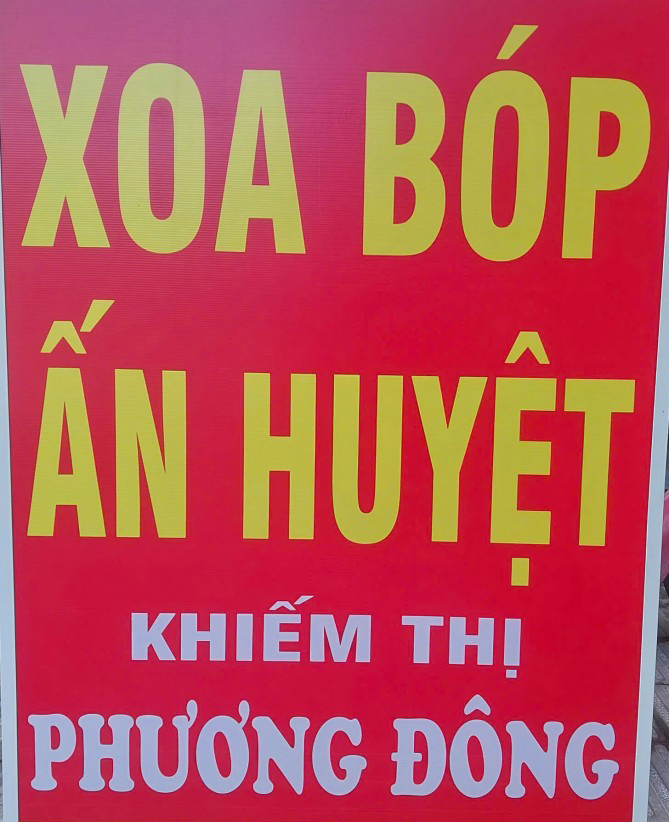 XOA BÓP
ẤN HUYỆT
KHIẾM THỊ
PHƯƠNG ĐÔNG